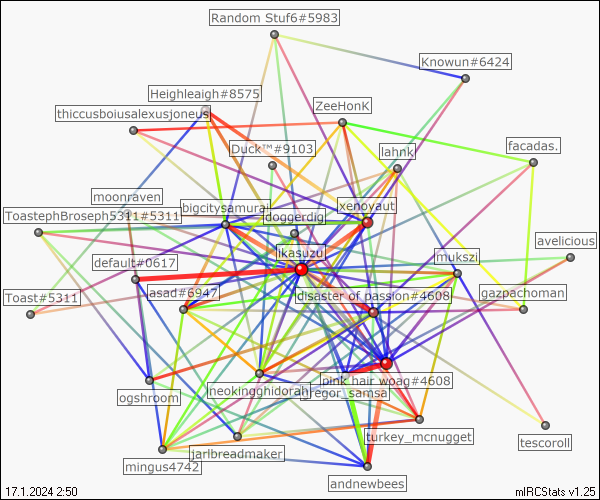 Random Stuf6#5983
Knowun#6424
Heighleaigh#8575
ZeeHonK
thiccusboiusalexusjoneus
facadas.
Duck™#9103
lahnk
moonraven
bigcitysamurai
xenoyaut
ToastephBroseph5311#5311
doggerdig
avelicious
ikasuzu
mukszi
default#0617
Toast#5311
asad#6947
disaster of passion#4608
gazpachoman
pink hair woag#4608
ogshroom
neokingghidorah
gregor_samsa
turkey_mcnugget
tescoroll
mingus4742
jarlbreadmaker
andnewbees
17.1.2024 2:50
mIRCStats v1.25